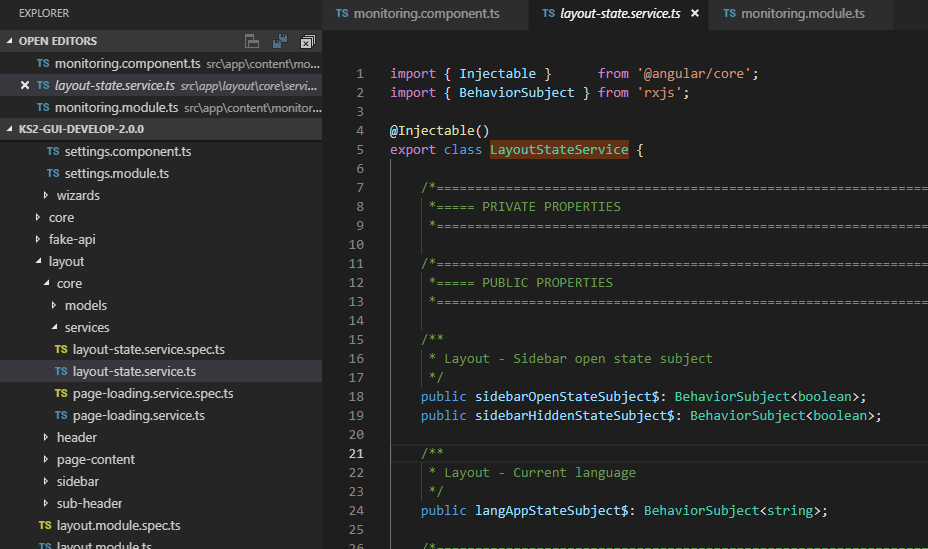 EXPLORER
OPEN EDITORS
TS monitoring.component.ts src\app\content\mo...
TS layout-state.service.ts src\app\layout\core\servi...
TS monitoring.module.ts src\app\content\monitor...
KS2-GUI-DEVELOP-2.0.0
TS settings.component.ts
TS settings.module.ts
wizards
core
fake-api
layout
core
models
services
TS layout-state.service.spec.ts
TS layout-state.service.ts
TS page-loading.service.spec.ts
TS page-loading.service.ts
header
page-content
sidebar
sub-header
TS layout.module.spec.ts
TS layout.module.ts
TS monitoring.component.ts TS layout-state.service.ts TS monitoring.module.ts
1 import { Injectable }      from '@angular/core';
2 import { BehaviorSubject } from 'rxjs';
3
4 @Injectable()
5 export class LayoutStateService {
6
7     /*=================================================================
8      *===== PRIVATE PROPERTIES
9      *=================================================================
10
11     /*=================================================================
12      *===== PUBLIC PROPERTIES
13      *=================================================================
14
15     /**
16      * Layout - Sidebar open state subject
17      */
18     public sidebarOpenStateSubject$: BehaviorSubject<boolean>;
19     public sidebarHiddenStateSubject$: BehaviorSubject<boolean>;
20
21     /**
22      * Layout - Current language
23      */
24     public langAppStateSubject$: BehaviorSubject<string>;
25
26     /*=================================================================